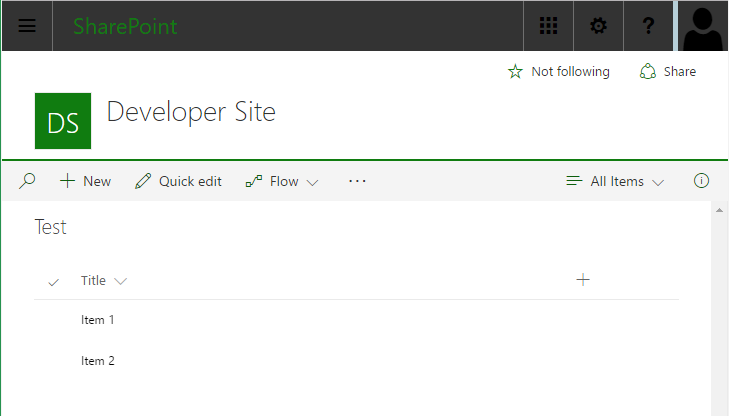 SharePoint ?
Not following Share
DS Developer Site
New Quick edit Flow ··· All Items
Test
Title
Item 1
Item 2